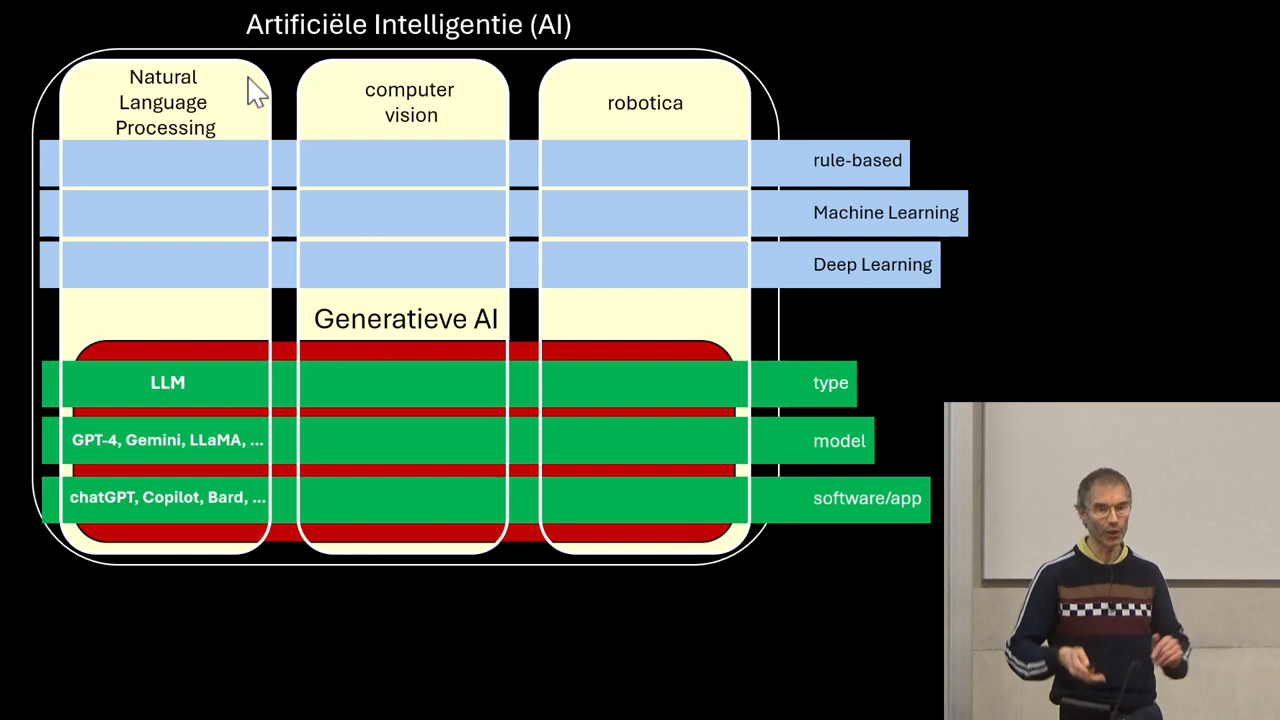 Artificiële Intelligentie (AI)
Natural
Language
Processing
computer
vision
robotica
rule-based
Machine Learning
Deep Learning
Generatieve AI
LLM
type
GPT-4, Gemini, LLaMA, ...
model
chatGPT, Copilot, Bard, ...
software/app